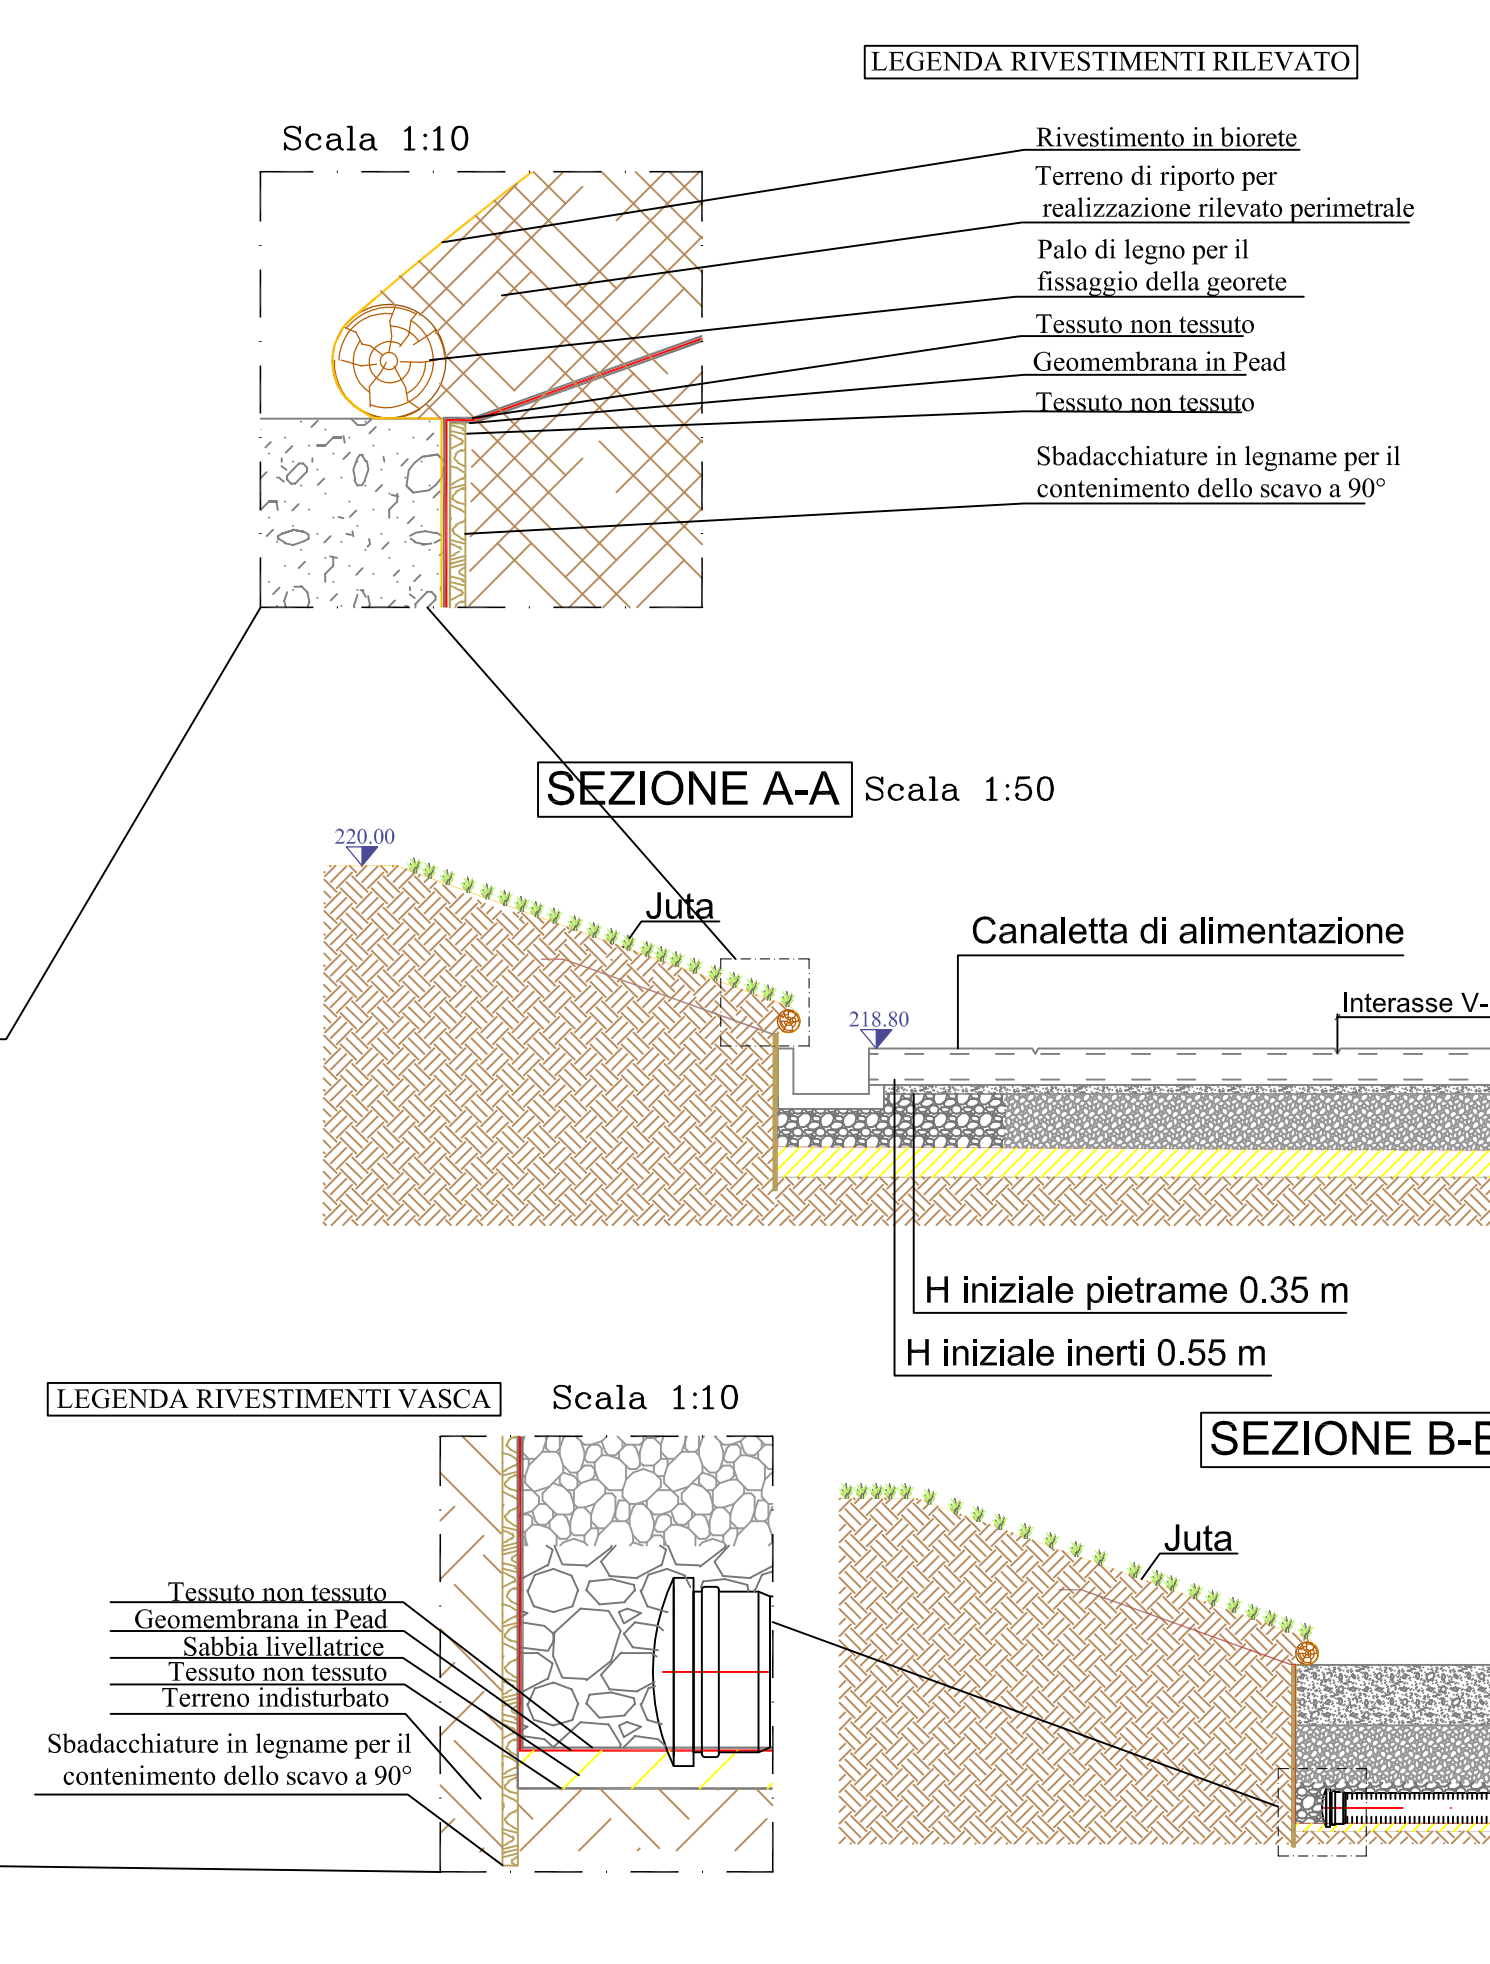 LEGENDA RIVESTIMENTI RILEVATO
Scala 1:10
Rivestimento in biorete
Terreno di riporto per
realizzazione rilevato perimetrale
Palo di legno per il
fissaggio della georete
Tessuto non tessuto
Geomembrana in Pead
Tessuto non tessuto
Sbadacchiature in legname per il
contenimento dello scavo a 90°
SEZIONE A-A Scala 1:50
220.00
Juta
Canaletta di alimentazione
218.80
Interasse V-
H iniziale pietrame 0.35 m
H iniziale inerti 0.55 m
LEGENDA RIVESTIMENTI VASCA
Scala 1:10
SEZIONE B-
Juta
Tessuto non tessuto
Geomembrana in Pead
Sabbia livellatrice
Tessuto non tessuto
Terreno indisturbato
Sbadacchiature in legname per il
contenimento dello scavo a 90°